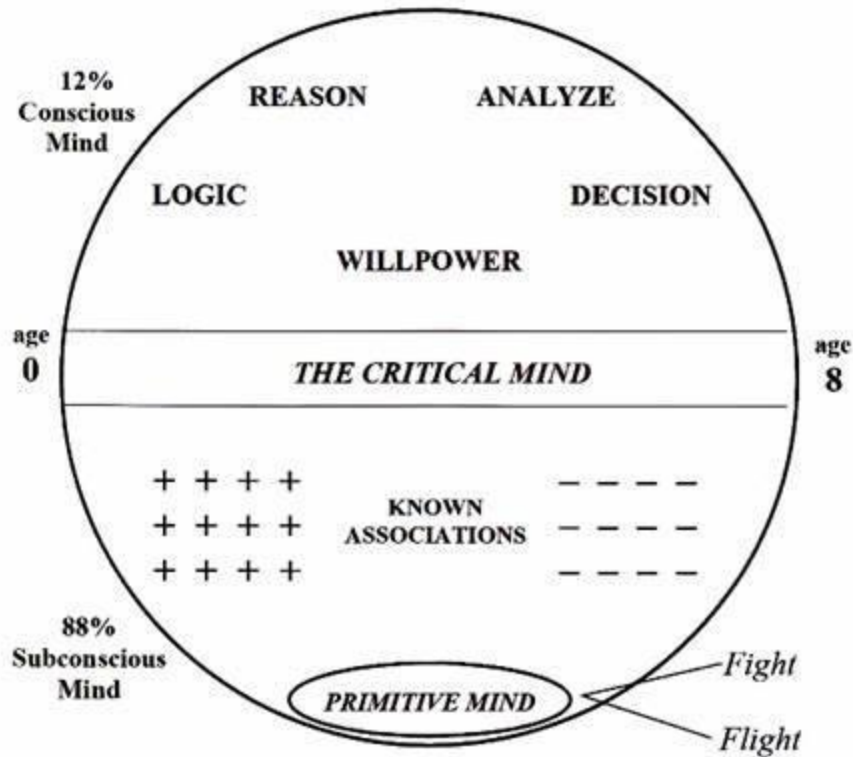 12%
Conscious
Mind
REASON
ANALYZE
LOGIC
DECISION
WILLPOWER
age
0
THE CRITICAL MIND
age
8
+ + + +
+ + + +
+ + + +
KNOWN
ASSOCIATIONS
– – – –
– – – –
– – – –
88%
Subconscious
Mind
PRIMITIVE MIND
Fight
Flight